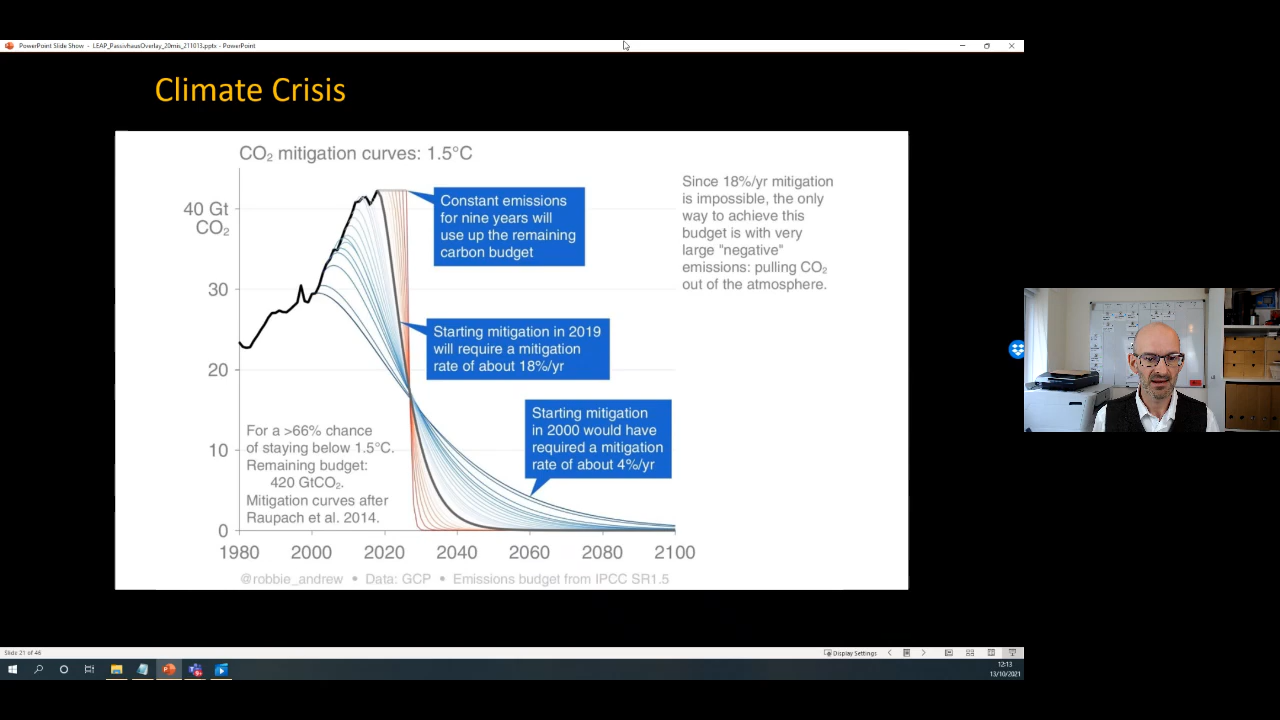 PowerPoint Slide Show - LEAP_PassivhausOverlay_20mis_211013.pptx - PowerPoint
Climate Crisis
CO₂ mitigation curves: 1.5°C
40 Gt
CO₂
30
20
10
0
1980 2000 2020 2040 2060 2080 2100
Constant emissions
for nine years will
use up the remaining
carbon budget
Since 18%/yr mitigation
is impossible, the only
way to achieve this
budget is with very
large "negative"
emissions: pulling CO₂
out of the atmosphere.
Starting mitigation in 2019
will require a mitigation
rate of about 18%/yr
Starting mitigation
in 2000 would have
required a mitigation
rate of about 4%/yr
For a >66% chance
of staying below 1.5°C.
Remaining budget:
420 GtCO₂.
Mitigation curves after
Raupach et al. 2014.
@robbie_andrew • Data: GCP • Emissions budget from IPCC SR1.5
Slide 21 of 48
Display Settings
12:13
13/10/2021